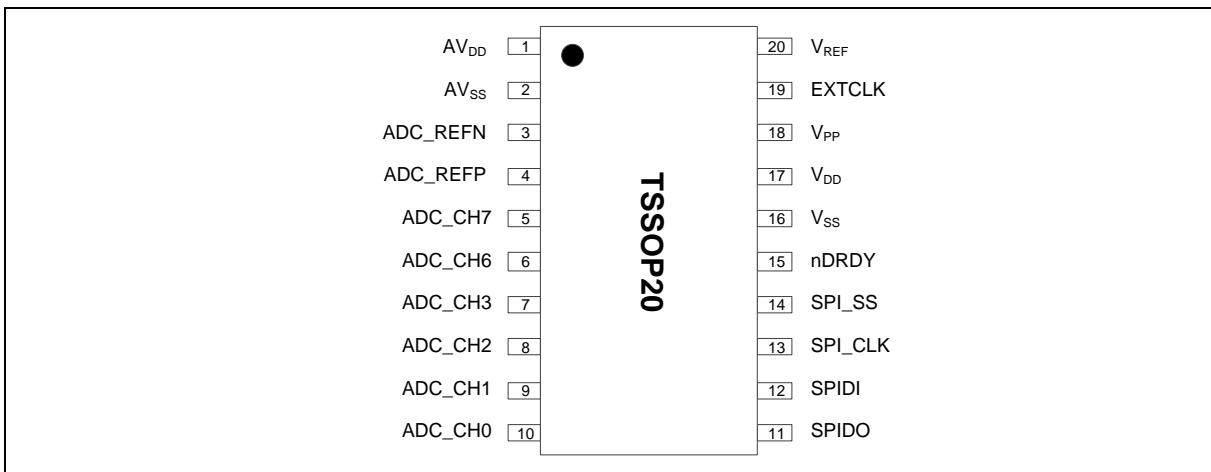 AVDD 1 20 VREF
AVSS 2 19 EXTCLK
ADC_REFN 3 18 VPP
ADC_REFP 4 17 VDD
ADC_CH7 5 16 VSS
ADC_CH6 6 15 nDRDY
ADC_CH3 7 14 SPI_SS
ADC_CH2 8 13 SPI_CLK
ADC_CH1 9 12 SPIDI
ADC_CH0 10 11 SPIDO
TSSOP20